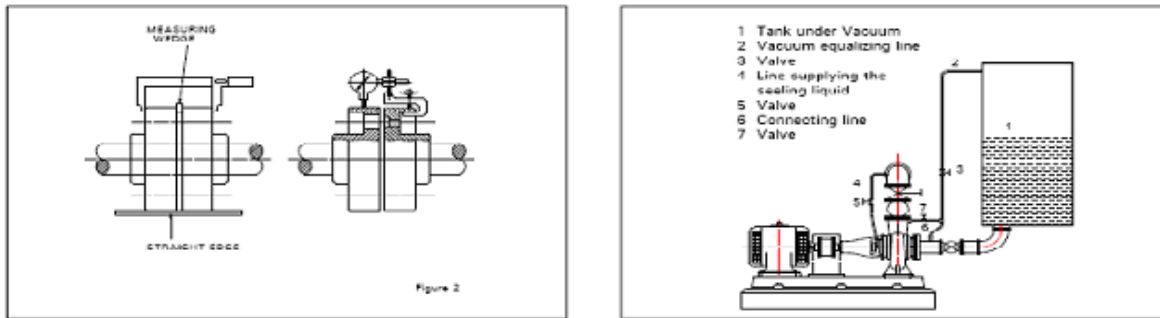 MEASURING
WEDGE
STRAIGHT EDGE
Figure 2
1 Tank under Vacuum
2 Vacuum equalizing line
3 Valve
4 Line supplying the
sealing liquid
5 Valve
6 Connecting line
7 Valve
2
1
3
4
5
7
6